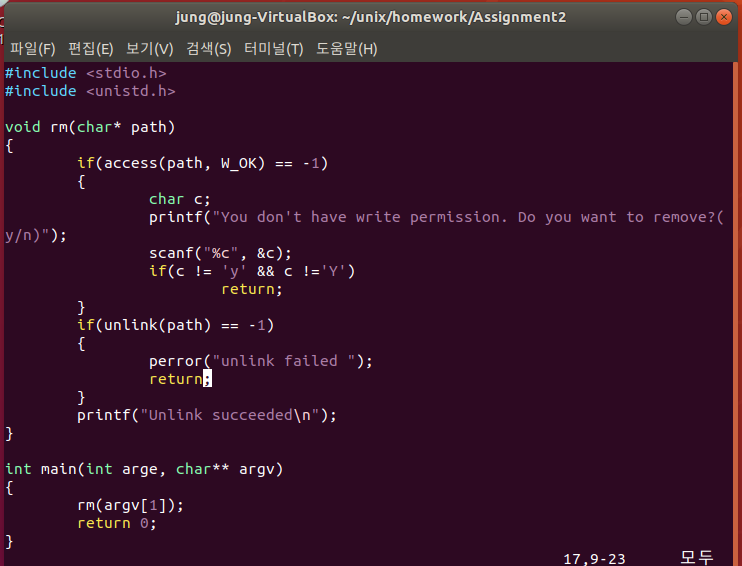 jung@jung-VirtualBox: ~/unix/homework/Assignment2
파일(F) 편집(E) 보기(V) 검색(S) 터미널(T) 도움말(H)
#include <stdio.h>
#include <unistd.h>
void rm(char* path)
{
if(access(path, W_OK) == -1)
{
char c;
printf("You don't have write permission. Do you want to remove?(
y/n)");
scanf("%c", &c);
if(c != 'y' && c !='Y')
return;
}
if(unlink(path) == -1)
{
perror("unlink failed ");
return;
}
printf("Unlink succeeded\n");
}
int main(int arge, char** argv)
{
rm(argv[1]);
return 0;
}
17,9-23 모두